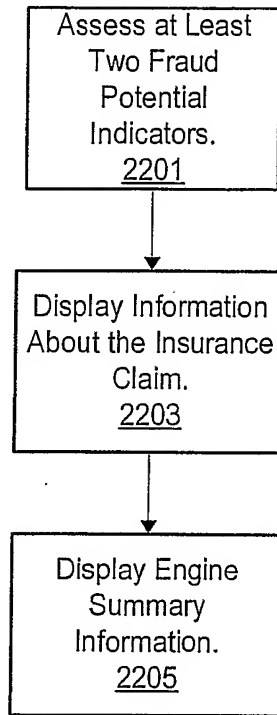 Assess at Least
Two Fraud
Potential
Indicators.
2201
Display Information
About the Insurance
Claim.
2203
Display Engine
Summary
Information.
2205